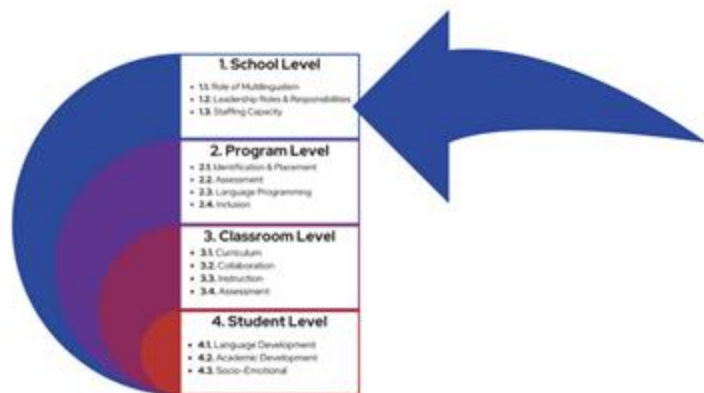 1. School Level
• 1.1. Role of Multilingualism
• 1.2. Leadership Roles & Responsibilities
• 1.3. Staffing Capacity
2. Program Level
• 2.1. Identification & Placement
• 2.2. Assessment
• 2.3. Language Programming
• 2.4. Inclusion
3. Classroom Level
• 3.1. Curriculum
• 3.2. Collaboration
• 3.3. Instruction
• 3.4. Assessment
4. Student Level
• 4.1. Language Development
• 4.2. Academic Development
• 4.3. Socio-Emotional